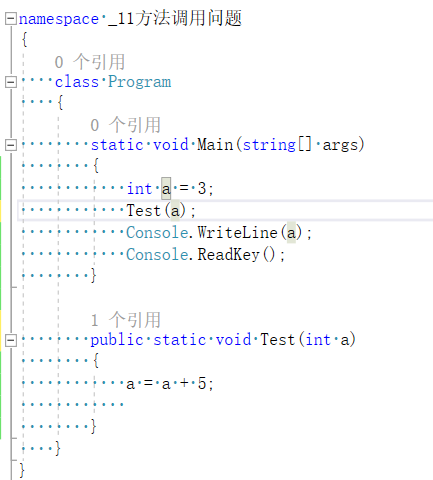 namespace _11方法调用问题
{
0 个引用
class Program
{
0 个引用
static void Main(string[] args)
{
int a = 3;
Test(a);
Console.WriteLine(a);
Console.ReadKey();
}
1 个引用
public static void Test(int a)
{
a = a + 5;
}
}
}